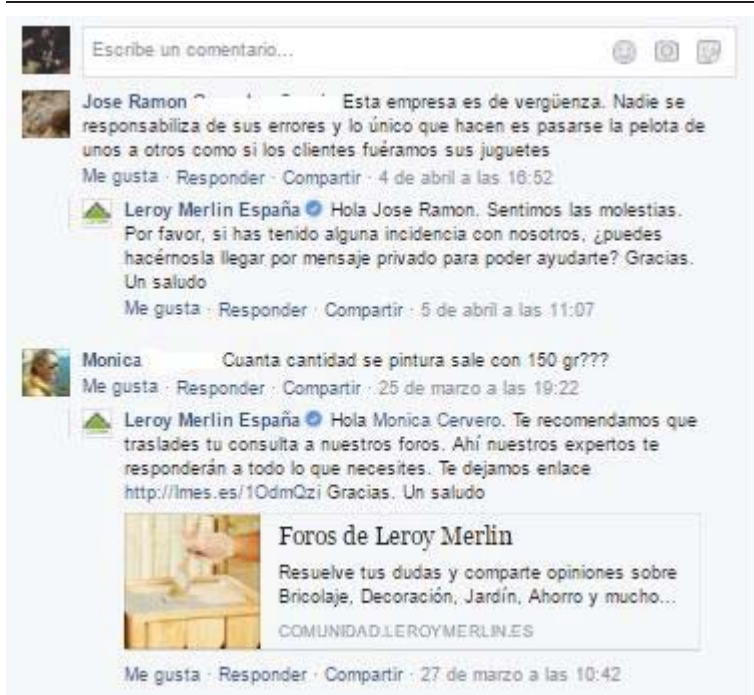 Escribe un comentario...
Jose Ramon Esta empresa es de vergüenza. Nadie se
responsabiliza de sus errores y lo único que hacen es pasarse la pelota de
unos a otros como si los clientes fuéramos sus juguetes
Me gusta · Responder · Compartir · 4 de abril a las 16:52
Leroy Merlin España Hola Jose Ramon. Sentimos las molestias.
Por favor, si has tenido alguna incidencia con nosotros, ¿puedes
hacérnosla llegar por mensaje privado para poder ayudarte? Gracias.
Un saludo
Me gusta · Responder · Compartir · 5 de abril a las 11:07
Monica Cuanta cantidad se pintura sale con 150 gr???
Me gusta · Responder · Compartir · 25 de marzo a las 19:22
Leroy Merlin España Hola Monica Cervero. Te recomendamos que
traslades tu consulta a nuestros foros. Ahí nuestros expertos te
responderán a todo lo que necesites. Te dejamos enlace
http://lmes.es/1OdmQzi Gracias. Un saludo
Foros de Leroy Merlin
Resuelve tus dudas y comparte opiniones sobre
Bricolaje, Decoración, Jardín, Ahorro y mucho...
COMUNIDAD.LEROYMERLIN.ES
Me gusta · Responder · Compartir · 27 de marzo a las 10:42